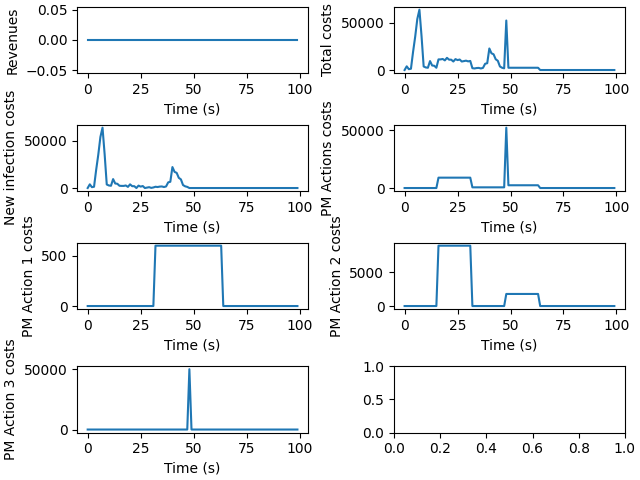 Revenues
0.05
0.00
−0.05
0 25 50 75 100
Time (s)
Total costs
50000
0
0 25 50 75 100
Time (s)
New infection costs
50000
0
0 25 50 75 100
Time (s)
PM Actions costs
50000
0
0 25 50 75 100
Time (s)
PM Action 1 costs
500
0
0 25 50 75 100
Time (s)
PM Action 2 costs
5000
0
0 25 50 75 100
Time (s)
PM Action 3 costs
50000
0
0 25 50 75 100
Time (s)
1.0
0.5
0.0
0.0 0.2 0.4 0.6 0.8 1.0